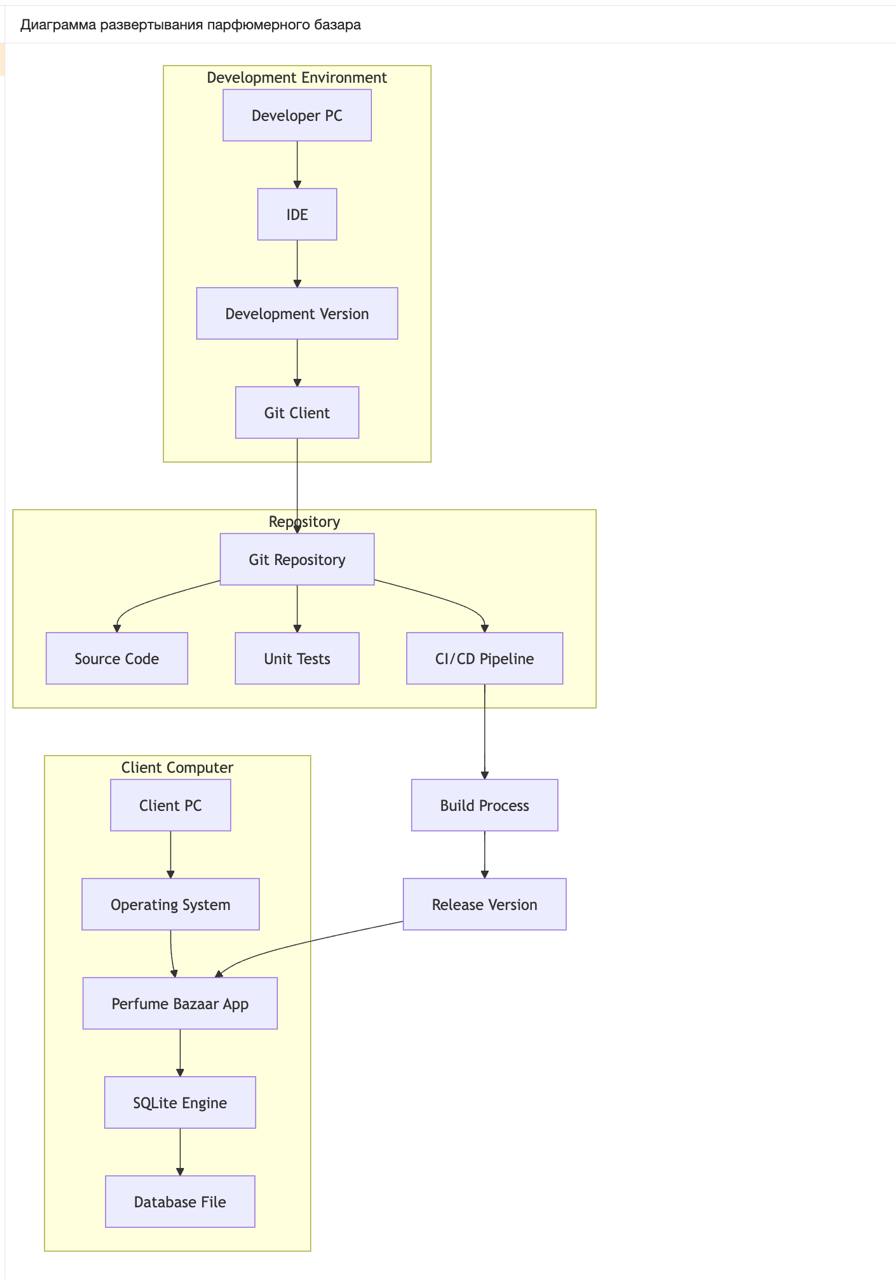 Диаграмма развертывания парфюмерного базара
Development Environment
Developer PC
IDE
Development Version
Git Client
Repository
Git Repository
Source Code
Unit Tests
CI/CD Pipeline
Client Computer
Client PC
Build Process
Operating System
Release Version
Perfume Bazaar App
SQLite Engine
Database File